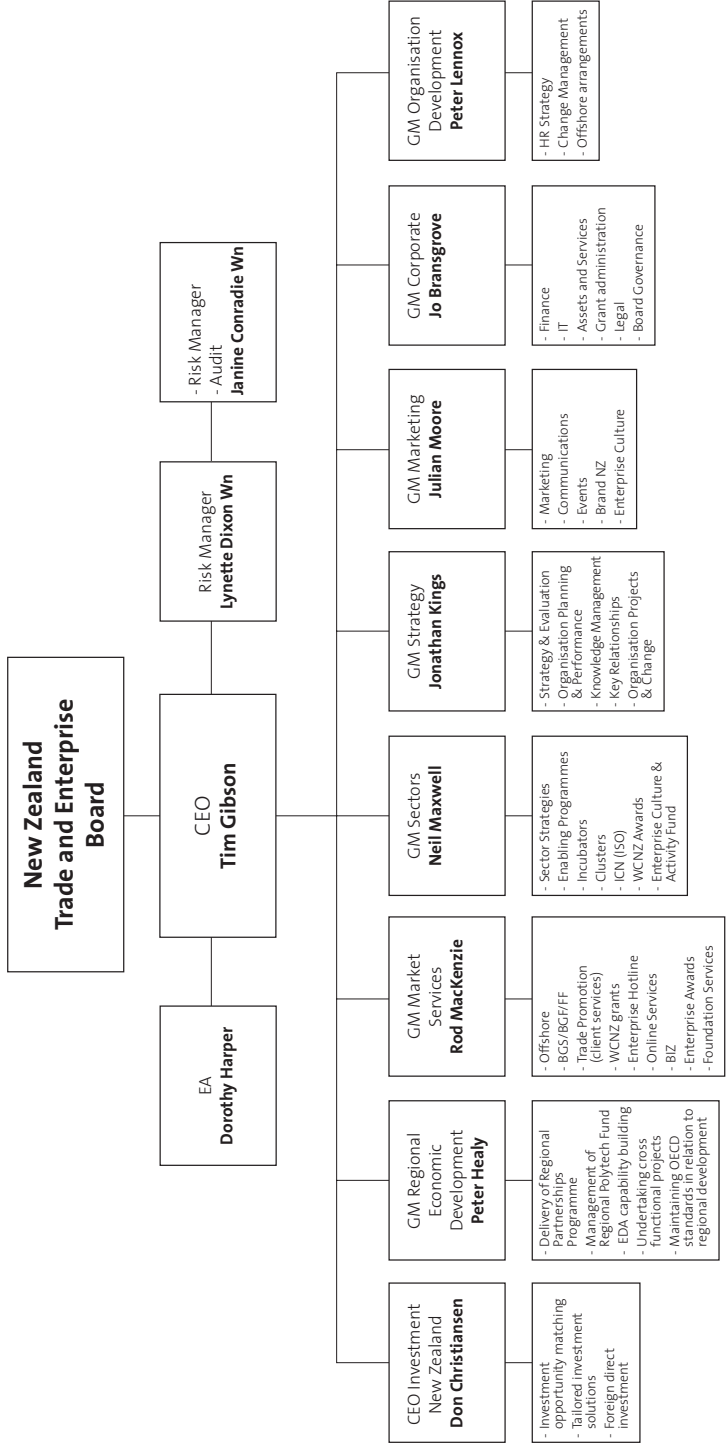 New Zealand
Trade and Enterprise
Board
EA
Dorothy Harper
CEO
Tim Gibson
Risk Manager
Lynette Dixon Wn
- Risk Manager
- Audit
Janine Conradie Wn
CEO Investment
New Zealand
Don Christiansen
GM Regional
Economic
Development
Peter Healy
GM Market
Services
Rod MacKenzie
GM Sectors
Neil Maxwell
GM Strategy
Jonathan Kings
GM Marketing
Julian Moore
GM Corporate
Jo Bransgrove
GM Organisation
Development
Peter Lennox
- Investment
opportunity matching
- Tailored investment
solutions
- Foreign direct
investment
- Delivery of Regional
Partnerships
Programme
- Management of
Regional Polytech Fund
- EDA capability building
- Undertaking cross
functional projects
- Maintaining OECD
standards in relation to
regional development
- Offshore
- BGS/BGF/FF
- Trade Promotion
(client services)
- WCNZ grants
- Enterprise Hotline
- Online Services
- BIZ
- Enterprise Awards
- Foundation Services
- Sector Strategies
- Enabling Programmes
- Incubators
- Clusters
- ICN (ISO)
- WCNZ Awards
- Enterprise Culture &
Activity Fund
- Strategy & Evaluation
- Organisation Planning
& Performance
- Knowledge Management
- Key Relationships
- Organisation Projects
& Change
- Marketing
- Communications
- Events
- Brand NZ
- Enterprise Culture
- Finance
- IT
- Assets and Services
- Grant administration
- Legal
- Board Governance
- HR Strategy
- Change Management
- Offshore arrangements